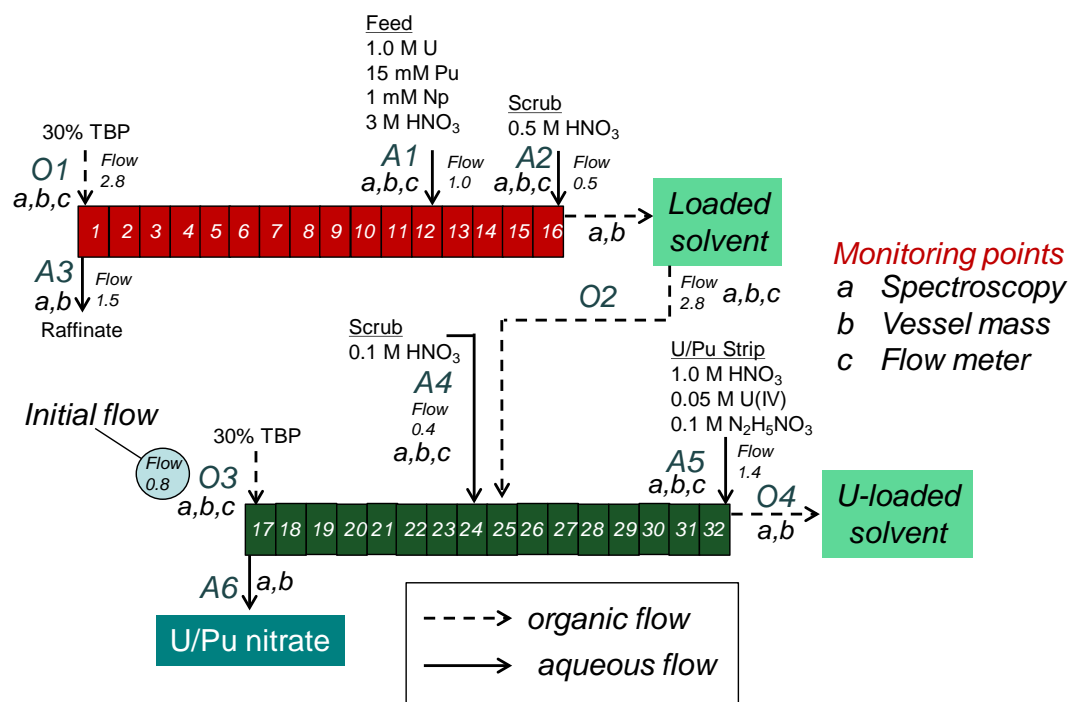 Feed
1.0 M U
15 mM Pu
1 mM Np
3 M HNO₃
Scrub
0.5 M HNO₃
30% TBP
O1
Flow
2.8
a,b,c
A1
Flow
1.0
a,b,c
A2
Flow
0.5
a,b,c
1 2 3 4 5 6 7 8 9 10 11 12 13 14 15 16
a,b
Loaded
solvent
A3
Flow
1.5
a,b
Raffinate
O2
Flow
2.8
a,b,c
Monitoring points
a Spectroscopy
b Vessel mass
c Flow meter
Scrub
0.1 M HNO₃
A4
Flow
0.4
a,b,c
U/Pu Strip
1.0 M HNO₃
0.05 M U(IV)
0.1 M N₂H₅NO₃
A5
Flow
1.4
a,b,c
Initial flow
Flow
0.8
30% TBP
O3
a,b,c
17 18 19 20 21 22 23 24 25 26 27 28 29 30 31 32
O4
a,b
U-loaded
solvent
A6
a,b
U/Pu nitrate
organic flow
aqueous flow